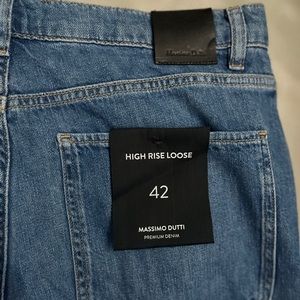 HIGH RISE LOOSE
42
MASSIMO DUTTI
PREMIUM DENIM